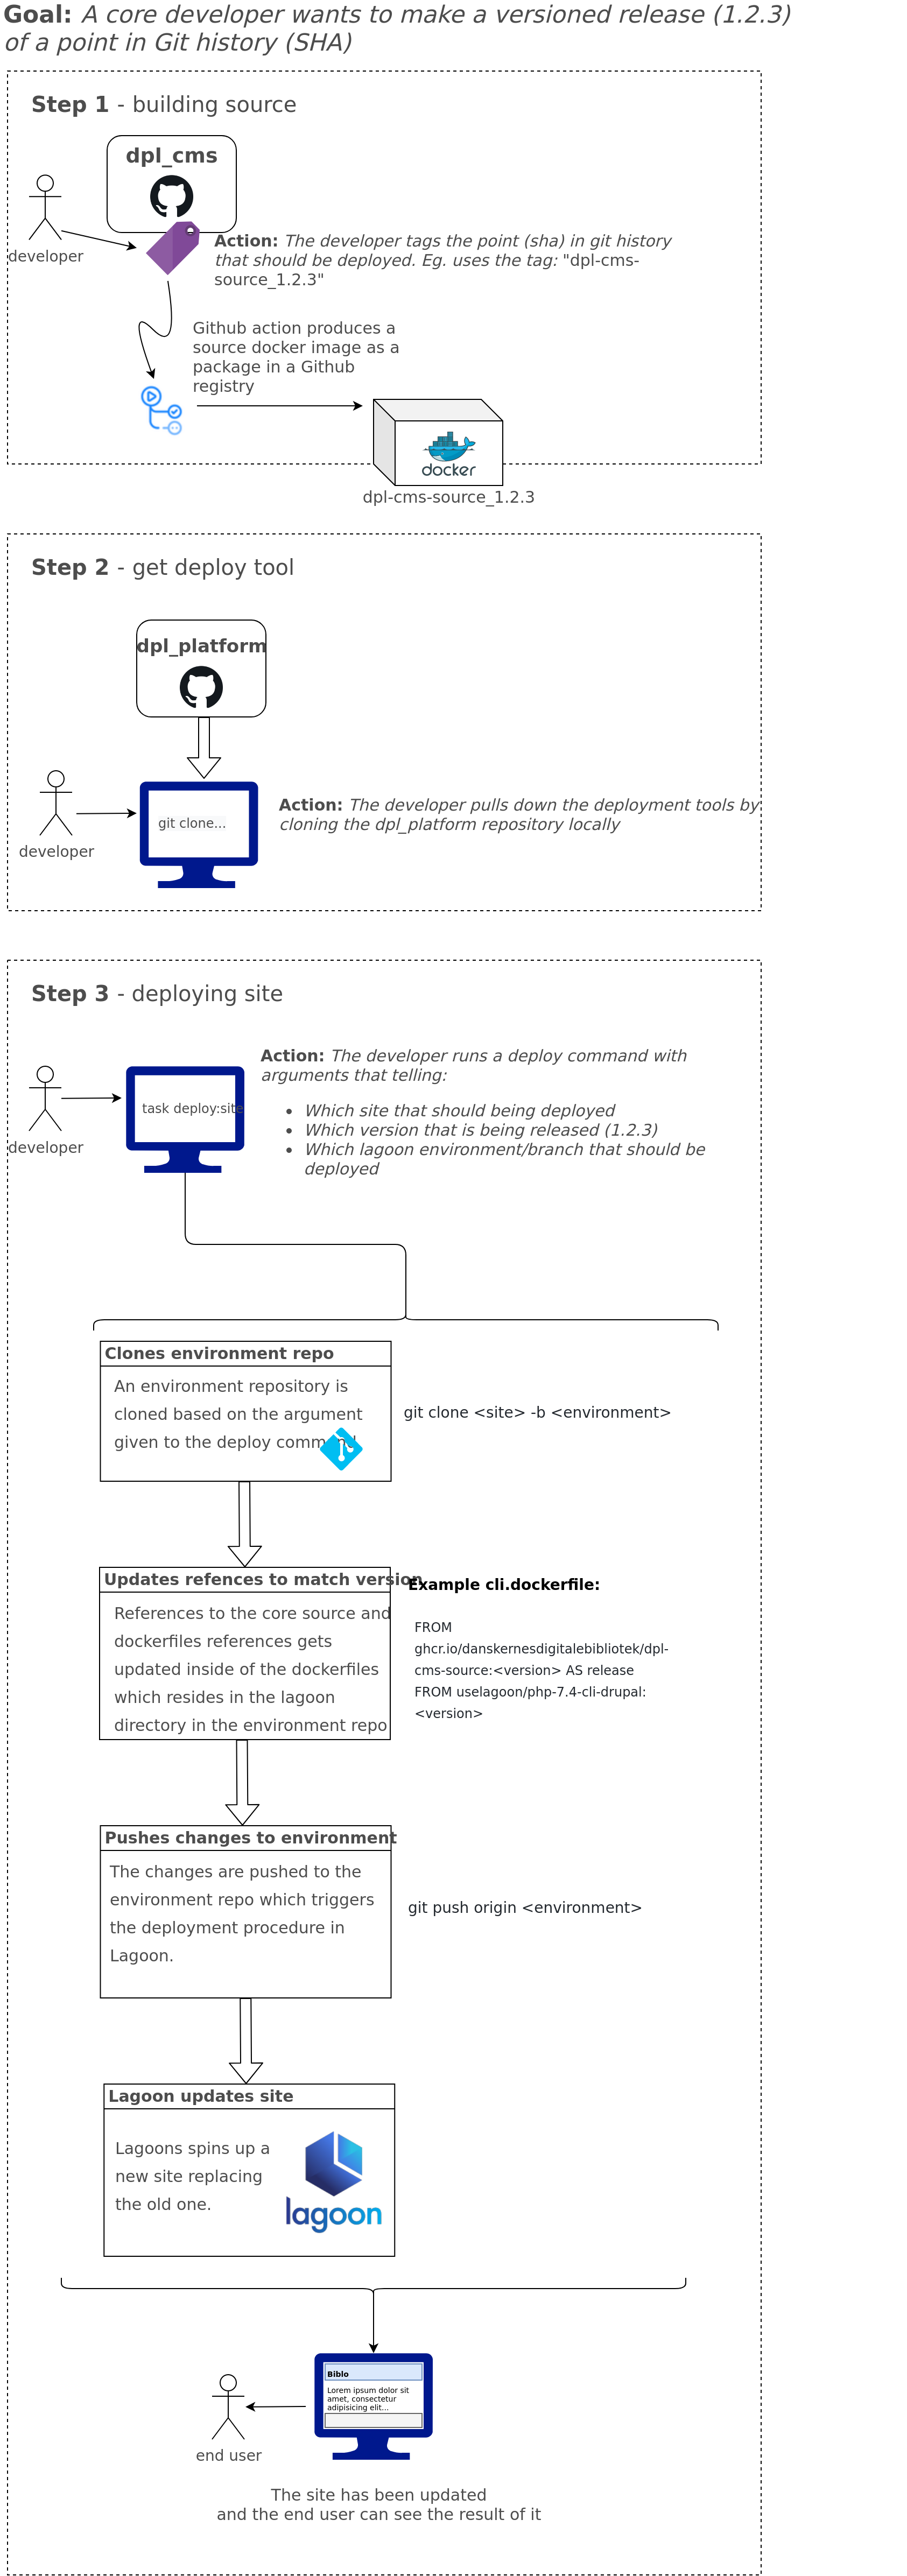 Goal: A core developer wants to make a versioned release (1.2.3)
of a point in Git history (SHA)
Step 1 - building source
dpl_cms
developer
Action: The developer tags the point (sha) in git history
that should be deployed. Eg. uses the tag: "dpl-cms-
source_1.2.3"
Github action produces a
source docker image as a
package in a Github
registry
docker
dpl-cms-source_1.2.3
Step 2 - get deploy tool
dpl_platform
git clone...
developer
Action: The developer pulls down the deployment tools by
cloning the dpl_platform repository locally
Step 3 - deploying site
developer
task deploy:site
Action: The developer runs a deploy command with
arguments that telling:
• Which site that should being deployed
• Which version that is being released (1.2.3)
• Which lagoon environment/branch that should be
deployed
Clones environment repo
An environment repository is
cloned based on the argument
given to the deploy command
git clone <site> -b <environment>
Updates refences to match version
References to the core source and
dockerfiles references gets
updated inside of the dockerfiles
which resides in the lagoon
directory in the environment repo
Example cli.dockerfile:
FROM
ghcr.io/danskernesdigitalebibliotek/dpl-
cms-source:<version> AS release
FROM uselagoon/php-7.4-cli-drupal:
<version>
Pushes changes to environment
The changes are pushed to the
environment repo which triggers
the deployment procedure in
Lagoon.
git push origin <environment>
Lagoon updates site
Lagoons spins up a
new site replacing
the old one.
lagoon
Biblo
Lorem ipsum dolor sit
amet, consectetur
adipisicing elit...
end user
The site has been updated
and the end user can see the result of it